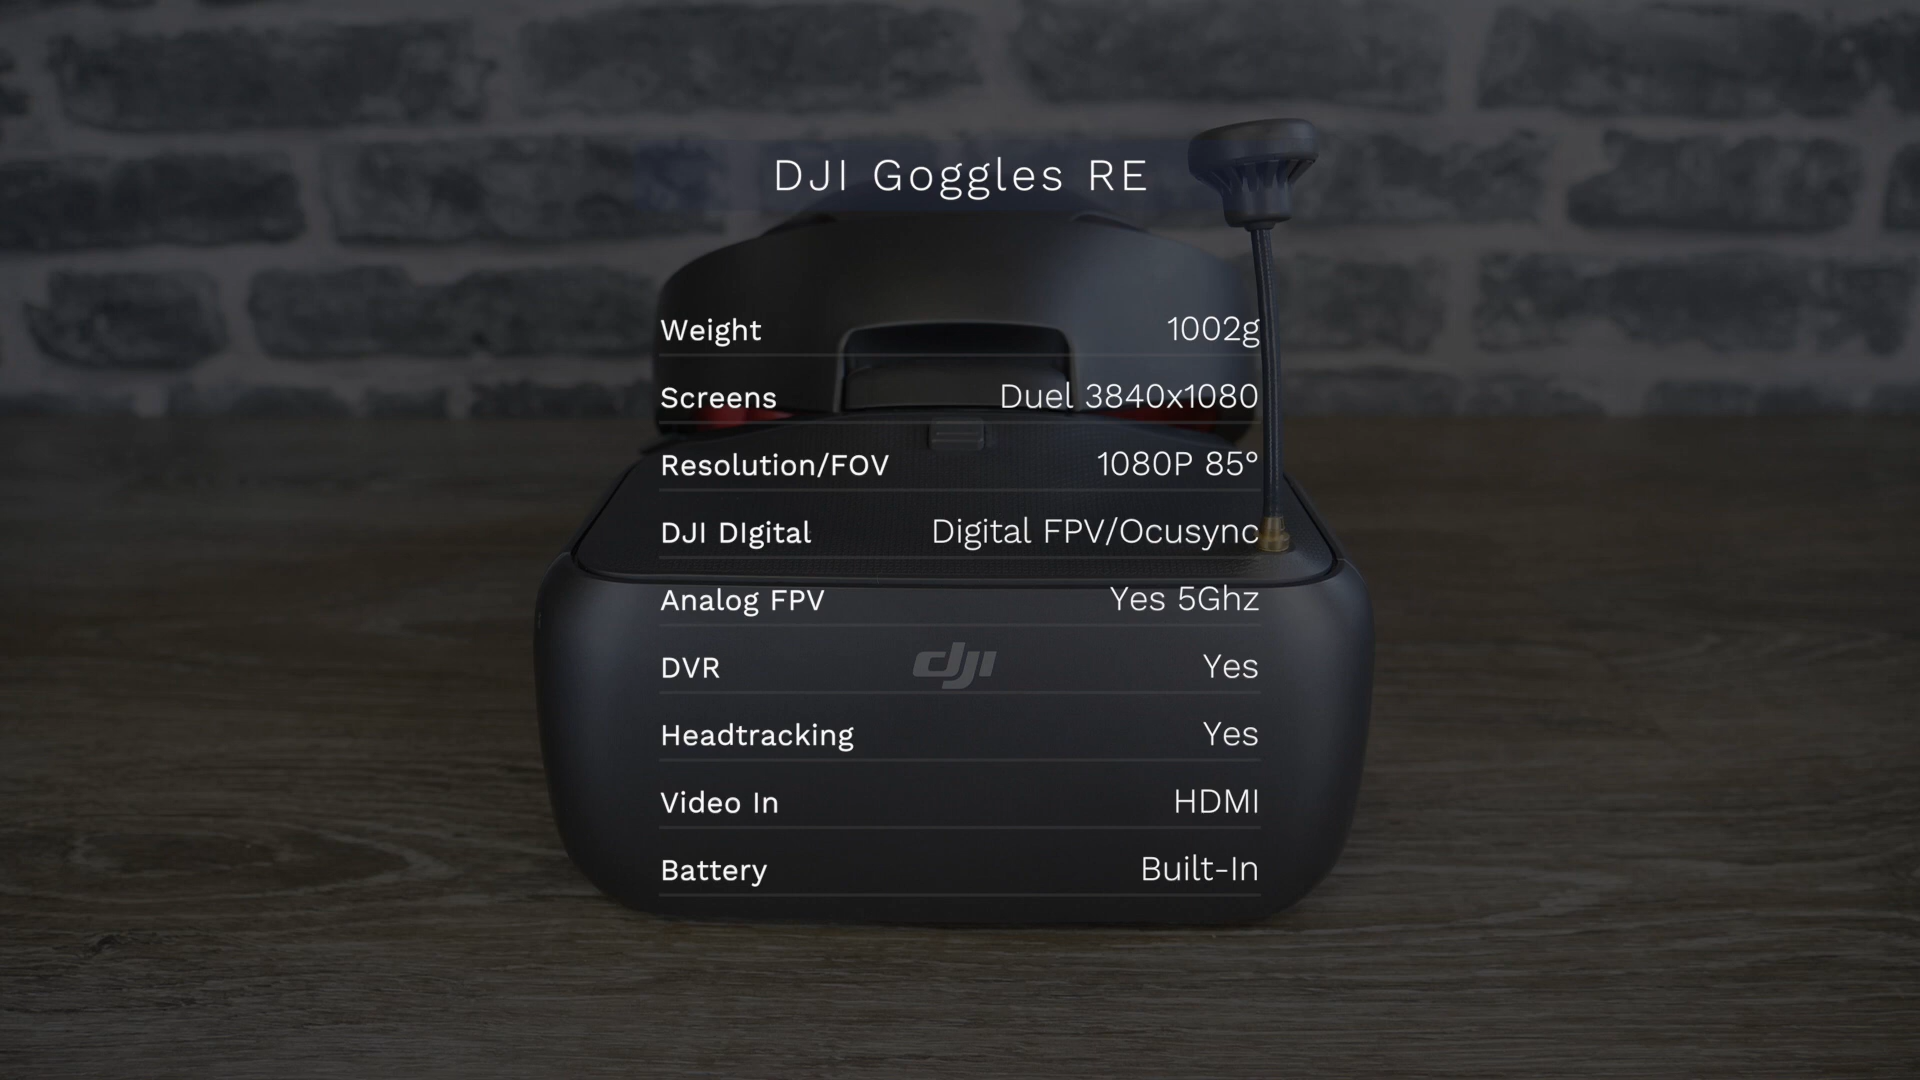 DJI Goggles RE
Weight 1002g
Screens Duel 3840x1080
Resolution/FOV 1080P 85°
DJI DIgital Digital FPV/Ocusync
Analog FPV Yes 5Ghz
dji
DVR Yes
Headtracking Yes
Video In HDMI
Battery Built-In